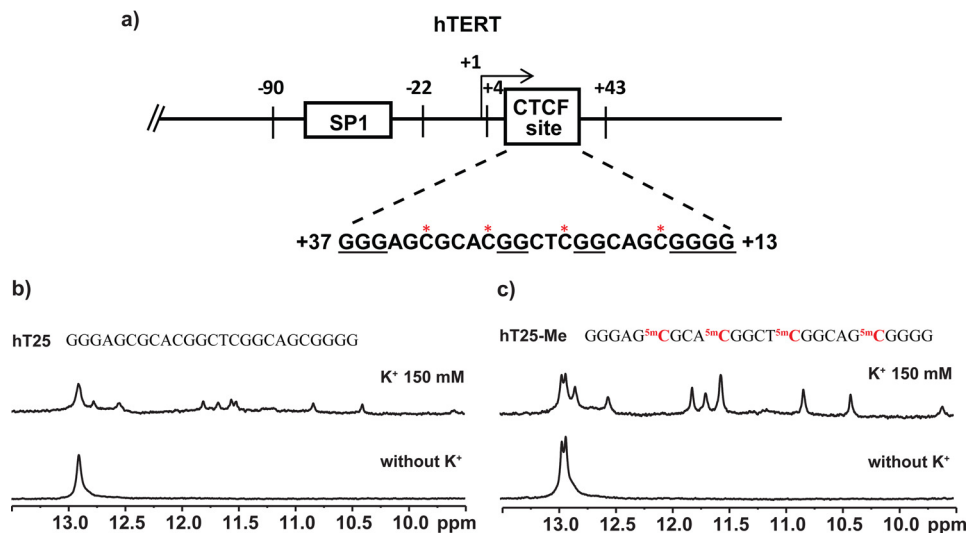 a)
hTERT
+1
-90
-22
+4
+43
SP1
CTCF
site
* * * *
+37 GGGAGCGCACGGCTCGGCAGCGGGG +13
b)
hT25 GGGAGCGCACGGCTCGGCAGCGGGG
K+ 150 mM
without K+
13.0 12.5 12.0 11.5 11.0 10.5 10.0 ppm
c)
hT25-Me GGGAG5mCGCA5mCGGCT5mCGGCAG5mCGGGG
K+ 150 mM
without K+
13.0 12.5 12.0 11.5 11.0 10.5 10.0 ppm